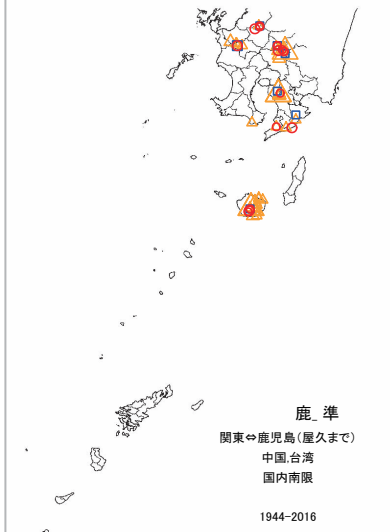 鹿_準
関東⇔鹿児島(屋久まで)
中国,台湾
国内南限
1944-2016